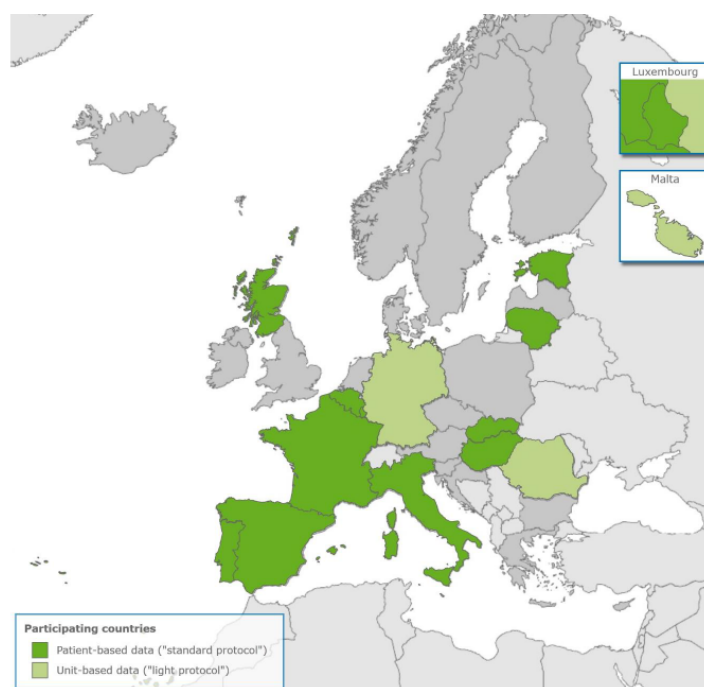 Luxembourg
Malta
Participating countries
Patient-based data ("standard protocol")
Unit-based data ("light protocol")